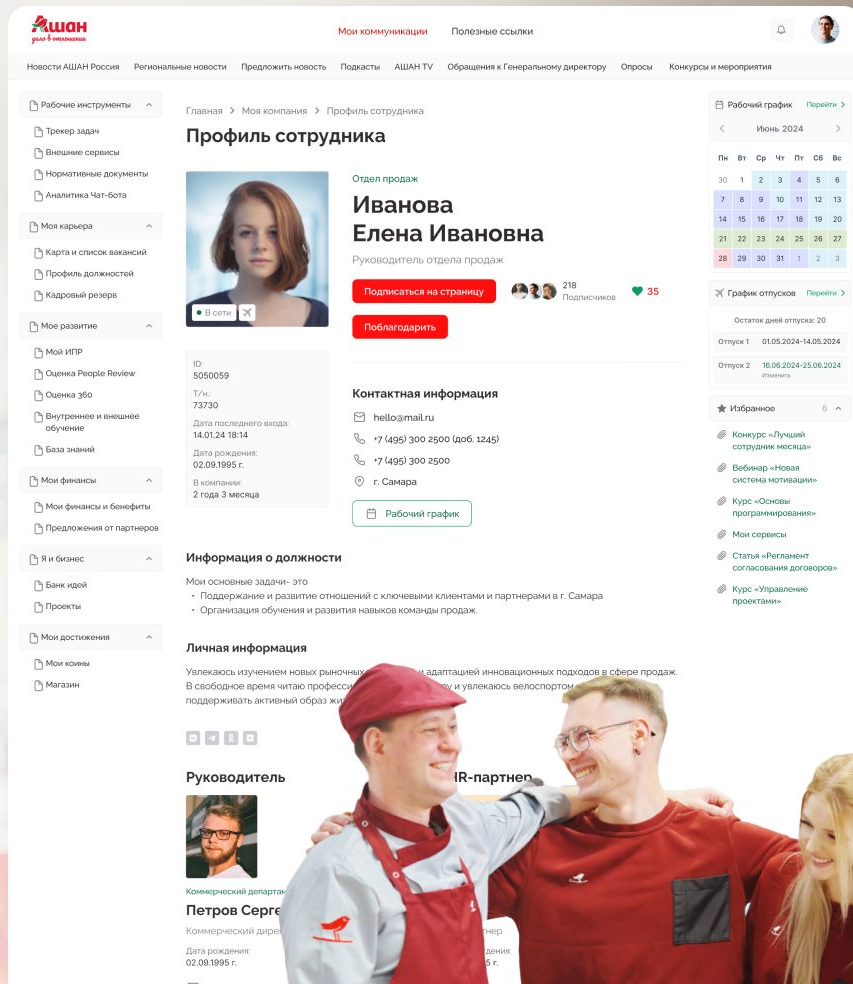 Ашан
дело в отношении
Мои коммуникации
Полезные ссылки
Новости АШАН Россия
Региональные новости
Предложить новость
Подкасты
АШАН TV
Обращения к Генеральному директору
Опросы
Конкурсы и мероприятия
Рабочие инструменты
Трекер задач
Внешние сервисы
Нормативные документы
Аналитика Чат-бота
Моя карьера
Карта и список вакансий
Профиль должностей
Кадровый резерв
Мое развитие
Мой ИПР
Оценка People Review
Оценка 360
Внутреннее и внешнее
обучение
База знаний
Мои финансы
Мои финансы и бенефиты
Предложения от партнеров
Я и бизнес
Банк идей
Проекты
Мои достижения
Мои коины
Магазин
Главная > Моя компания > Профиль сотрудника
Профиль сотрудника
В сети
Отдел продаж
Иванова
Елена Ивановна
Руководитель отдела продаж
Подписаться на страницу
218
Подписчиков
35
Поблагодарить
ID:
5050059
Т/н.:
73730
Дата последнего входа:
14.01.24 18:14
Дата рождения:
02.09.1995 г.
В компании:
2 года 3 месяца
Контактная информация
hello@mail.ru
+7 (495) 300 2500 (доб. 1245)
+7 (495) 300 2500
г. Самара
Рабочий график
Информация о должности
Мои основные задачи- это
• Поддержание и развитие отношений с ключевыми клиентами и партнерами в г. Самара
• Организация обучения и развития навыков команды продаж.
Личная информация
Увлекаюсь изучением новых рыночных и адаптацией инновационных подходов в сфере продаж.
В свободное время читаю и увлекаюсь велоспортом
поддерживать активный образ
Руководитель
HR-партнер
Коммерческий
Петров
Коммерческий
Дата рождения:
02.09.1995 г.
Рабочий график
Перейти >
< Июнь 2024 >
Пн Вт Ср Чт Пт Сб Вс
30 1 2 3 4 5 6
7 8 9 10 11 12 13
14 15 16 17 18 19 20
21 22 23 24 25 26 27
28 29 30 31 1 2 3
График отпусков
Перейти >
Остаток дней отпуска: 20
Отпуск 1 01.05.2024-14.05.2024
Отпуск 2 16.06.2024-25.06.2024
Изменить
Избранное 6
Конкурс «Лучший
сотрудник месяца»
Вебинар «Новая
система мотивации»
Курс «Основы
программирования»
Мои сервисы
Статья «Регламент
согласования договоров»
Курс «Управление
проектами»